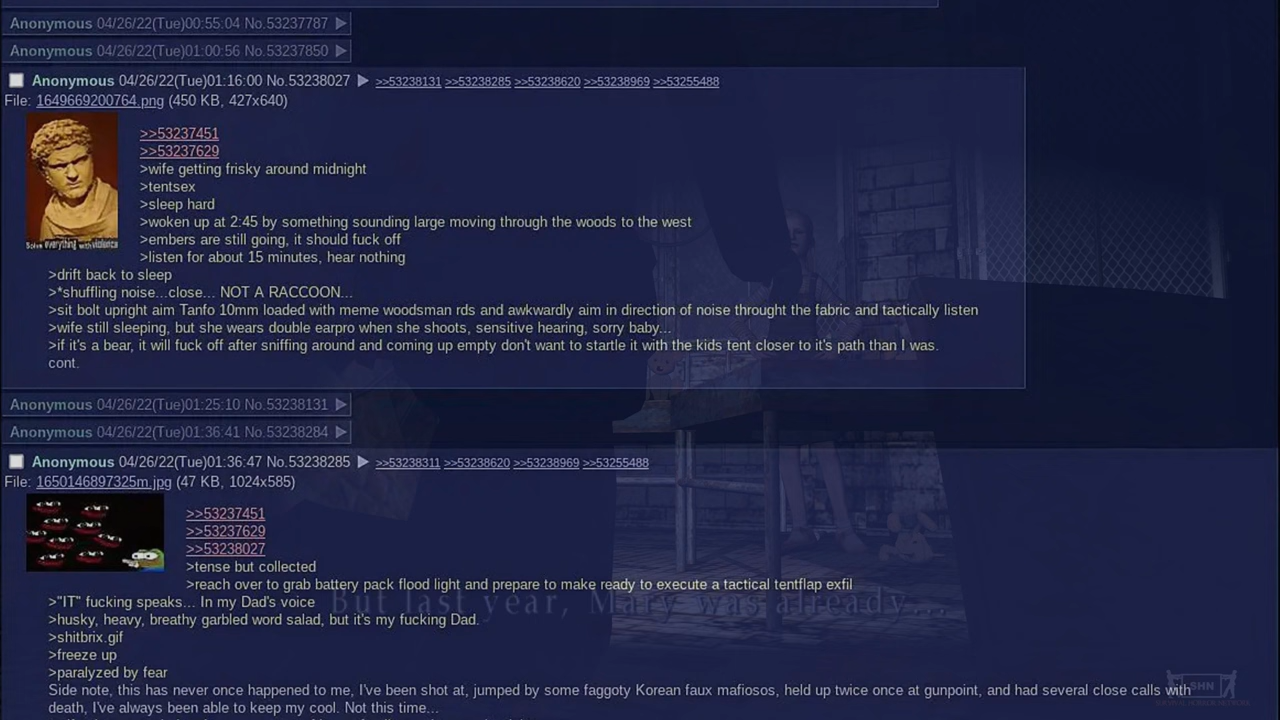 Anonymous 04/26/22(Tue)00:55:04 No.53237787 ▶
Anonymous 04/26/22(Tue)01:00:56 No.53237850 ▶
Anonymous 04/26/22(Tue)01:16:00 No.53238027 ▶ >>53238131 >>53238285 >>53238620 >>53238969 >>53255488
File: 1649669200764.png (450 KB, 427x640)
>>53237451
>>53237629
>wife getting frisky around midnight
>tentsex
>sleep hard
>woken up at 2:45 by something sounding large moving through the woods to the west
>embers are still going, it should fuck off
>listen for about 15 minutes, hear nothing
Solve everything with violence
>drift back to sleep
>*shuffling noise...close... NOT A RACCOON...
>sit bolt upright aim Tanfo 10mm loaded with meme woodsman rds and awkwardly aim in direction of noise throught the fabric and tactically listen
>wife still sleeping, but she wears double earpro when she shoots, sensitive hearing, sorry baby...
>if it's a bear, it will fuck off after sniffing around and coming up empty don't want to startle it with the kids tent closer to it's path than I was.
cont.
Anonymous 04/26/22(Tue)01:25:10 No.53238131 ▶
Anonymous 04/26/22(Tue)01:36:41 No.53238284 ▶
Anonymous 04/26/22(Tue)01:36:47 No.53238285 ▶ >>53238311 >>53238620 >>53238969 >>53255488
File: 1650146897325m.jpg (47 KB, 1024x585)
>>53237451
>>53237629
>>53238027
>tense but collected
>reach over to grab battery pack flood light and prepare to make ready to execute a tactical tentflap exfil
>"IT" fucking speaks... In my Dad's voice
But last year, Mary was already...
>husky, heavy, breathy garbled word salad, but it's my fucking Dad.
>shitbrix.gif
>freeze up
>paralyzed by fear
Side note, this has never once happened to me, I've been shot at, jumped by some faggoty Korean faux mafiosos, held up twice once at gunpoint, and had several close calls with
death, I've always been able to keep my cool. Not this time...
SHN